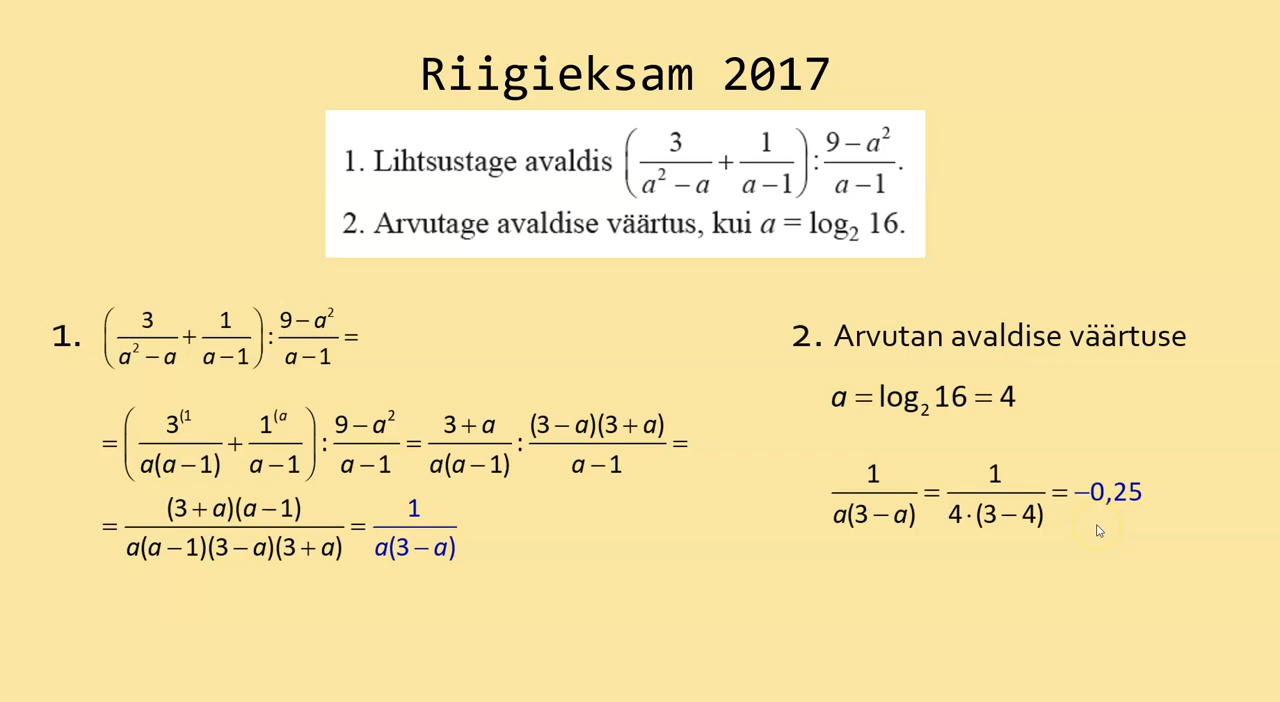 Riigieksam 2017
1. Lihtsustage avaldis (3/(a² − a) + 1/(a − 1)) : (9 − a²)/(a − 1).
2. Arvutage avaldise väärtus, kui a = log₂ 16.
1. (3/(a² − a) + 1/(a − 1)) : (9 − a²)/(a − 1) =
= (3⁽¹/(a(a − 1)) + 1⁽ᵃ/(a − 1)) : (9 − a²)/(a − 1) = (3 + a)/(a(a − 1)) : ((3 − a)(3 + a))/(a − 1) =
= ((3 + a)(a − 1))/(a(a − 1)(3 − a)(3 + a)) = 1/(a(3 − a))
2. Arvutan avaldise väärtuse
a = log₂ 16 = 4
1/(a(3 − a)) = 1/(4·(3 − 4)) = −0,25